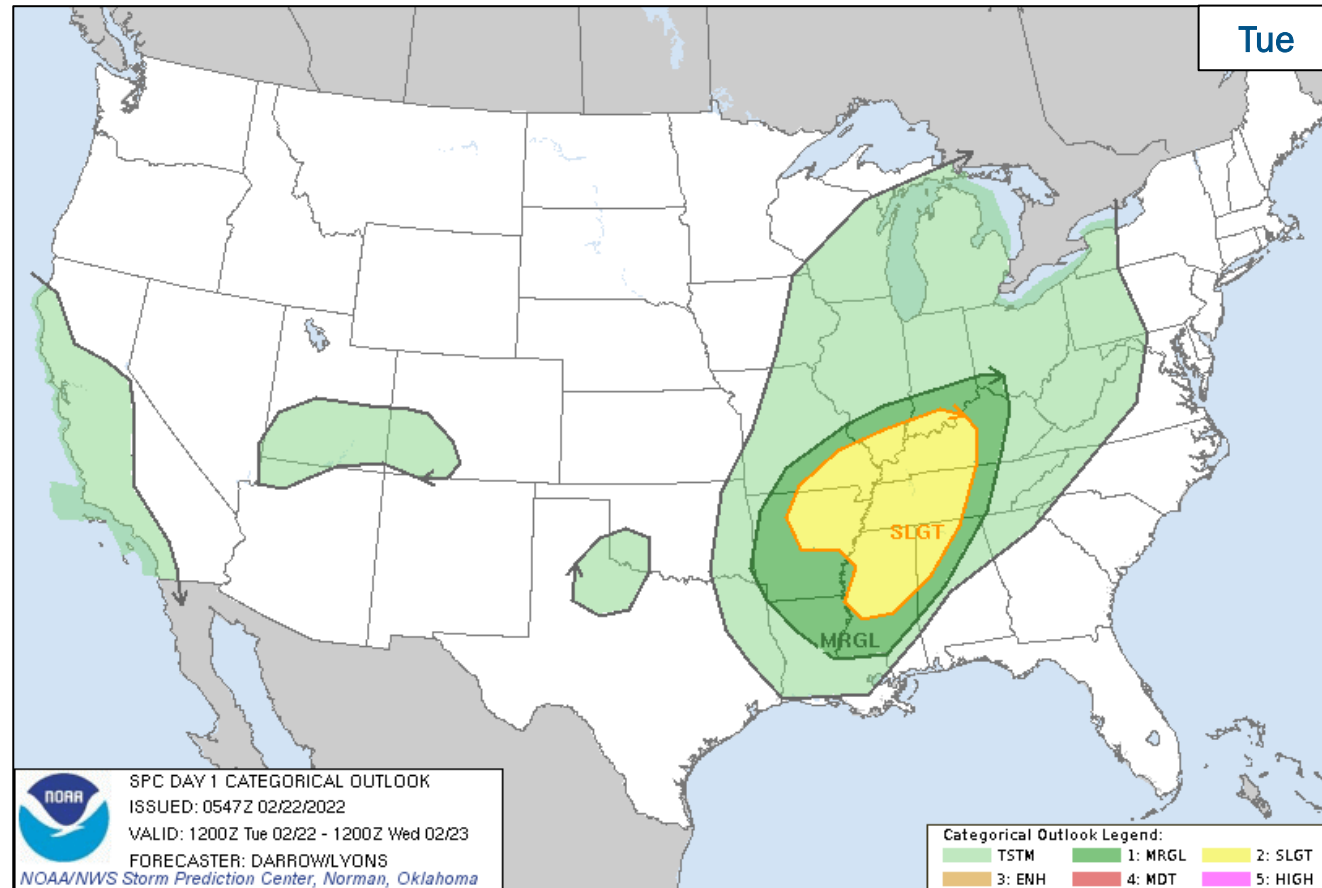 Tue
SLGT
MRGL
NOAA
SPC DAY 1 CATEGORICAL OUTLOOK
ISSUED: 0547Z 02/22/2022
VALID: 1200Z Tue 02/22 - 1200Z Wed 02/23
FORECASTER: DARROW/LYONS
NOAA/NWS Storm Prediction Center, Norman, Oklahoma
Categorical Outlook Legend:
TSTM 1: MRGL 2: SLGT
3: ENH 4: MDT 5: HIGH